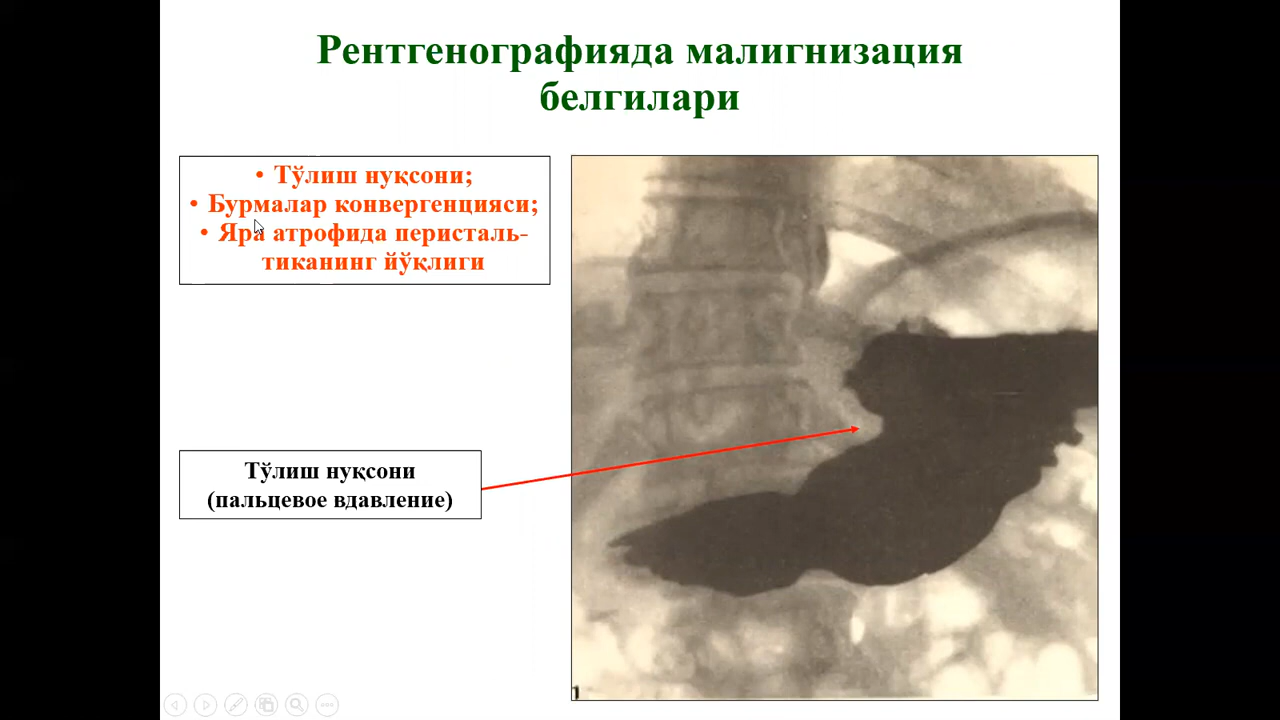 Рентгенографияда малигнизация
белгилари
• Тўлиш нуқсони;
• Бурмалар конвергенцияси;
• Яра атрофида перисталь-
тиканинг йўқлиги
Тўлиш нуқсони
(пальцевое вдавление)
1